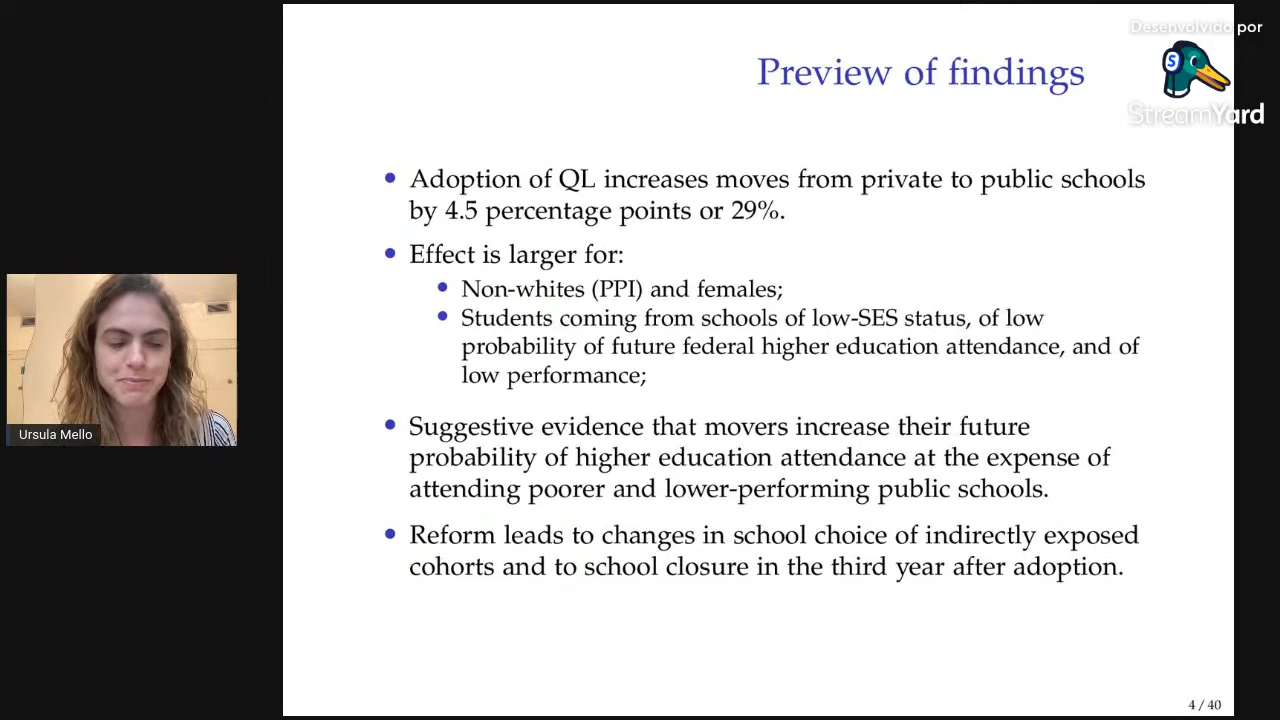 Desenvolvido por
StreamYard
Preview of findings
Adoption of QL increases moves from private to public schools
by 4.5 percentage points or 29%.
Effect is larger for:
Non-whites (PPI) and females;
Students coming from schools of low-SES status, of low
probability of future federal higher education attendance, and of
low performance;
Suggestive evidence that movers increase their future
probability of higher education attendance at the expense of
attending poorer and lower-performing public schools.
Reform leads to changes in school choice of indirectly exposed
cohorts and to school closure in the third year after adoption.
Ursula Mello
4 / 40